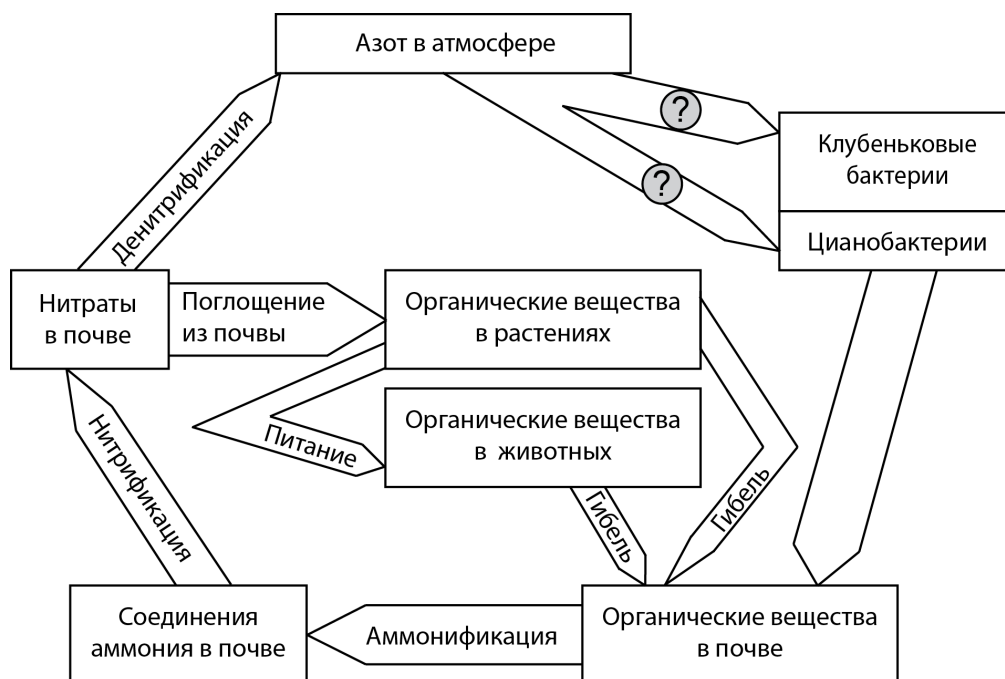 Азот в атмосфере
?
?
Клубеньковые
бактерии
Цианобактерии
Денитрификация
Нитраты
в почве
Поглощение
из почвы
Органические вещества
в растениях
Питание
Органические вещества
в животных
Гибель
Гибель
Нитрификация
Соединения
аммония в почве
Аммонификация
Органические вещества
в почве